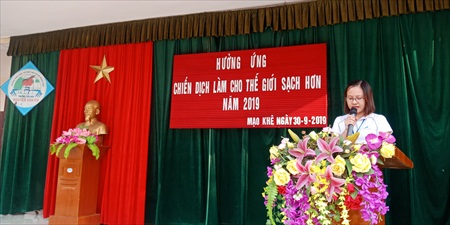 HƯỞNG ỨNG
CHIẾN DỊCH LÀM CHO THẾ GIỚI SẠCH HƠN
NĂM 2019
MẠO KHÊ NGÀY 30-9-2019